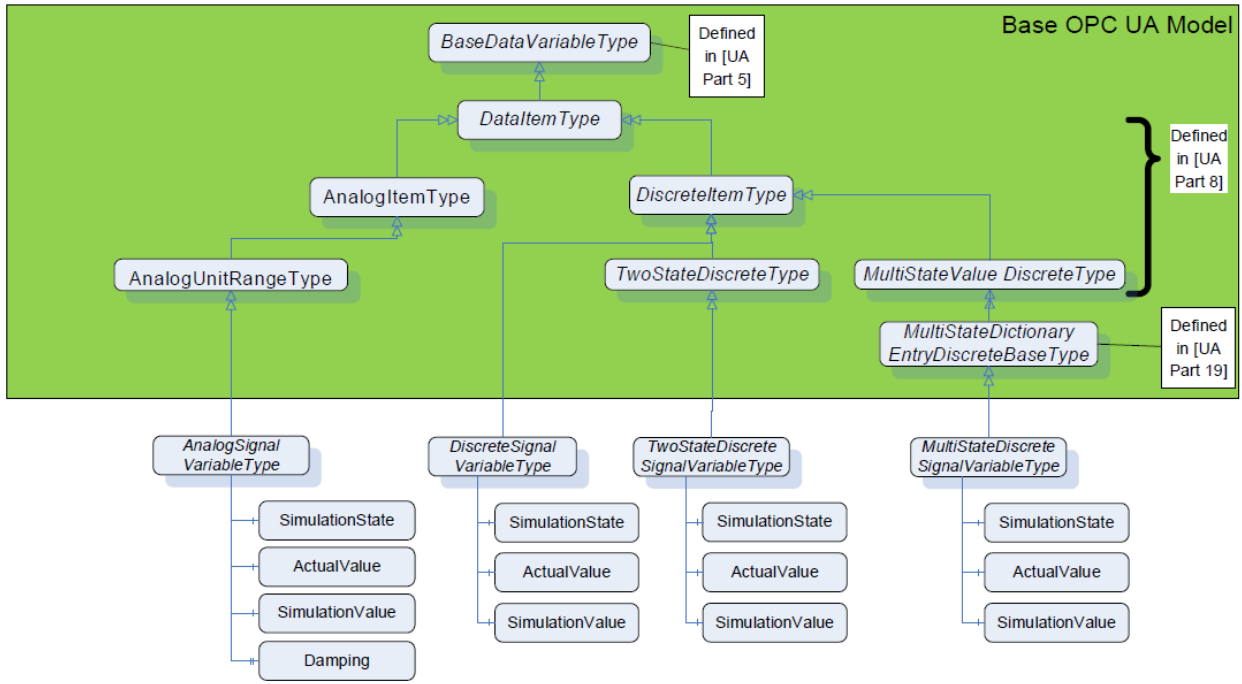 Base OPC UA Model
BaseDataVariableType
Defined
in [UA
Part 5]
DataItemType
Defined
in [UA
Part 8]
AnalogItemType
DiscreteItemType
AnalogUnitRangeType
TwoStateDiscreteType
MultiStateValue DiscreteType
MultiStateDictionary
EntryDiscreteBaseType
Defined
in [UA
Part 19]
AnalogSignal
VariableType
DiscreteSignal
VariableType
TwoStateDiscrete
SignalVariableType
MultiStateDiscrete
SignalVariableType
SimulationState
ActualValue
SimulationValue
Damping
SimulationState
ActualValue
SimulationValue
SimulationState
ActualValue
SimulationValue
SimulationState
ActualValue
SimulationValue